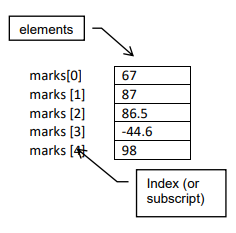 elements
marks[0] 67
marks [1] 87
marks [2] 86.5
marks [3] -44.6
marks [4] 98
Index (or
subscript)